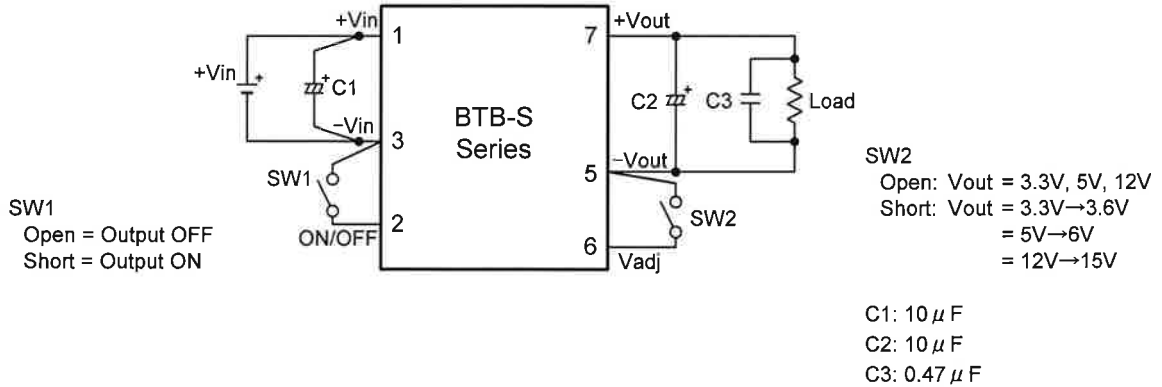 +Vin
1
7
+Vout
+Vin
+
+
C1
BTB-S
Series
C2
+
C3
Load
−Vin
3
SW1
−Vout
5
SW2
2
ON/OFF
6
Vadj
SW1
Open = Output OFF
Short = Output ON
SW2
Open: Vout = 3.3V, 5V, 12V
Short: Vout = 3.3V→3.6V
= 5V→6V
= 12V→15V
C1: 10μF
C2: 10μF
C3: 0.47μF